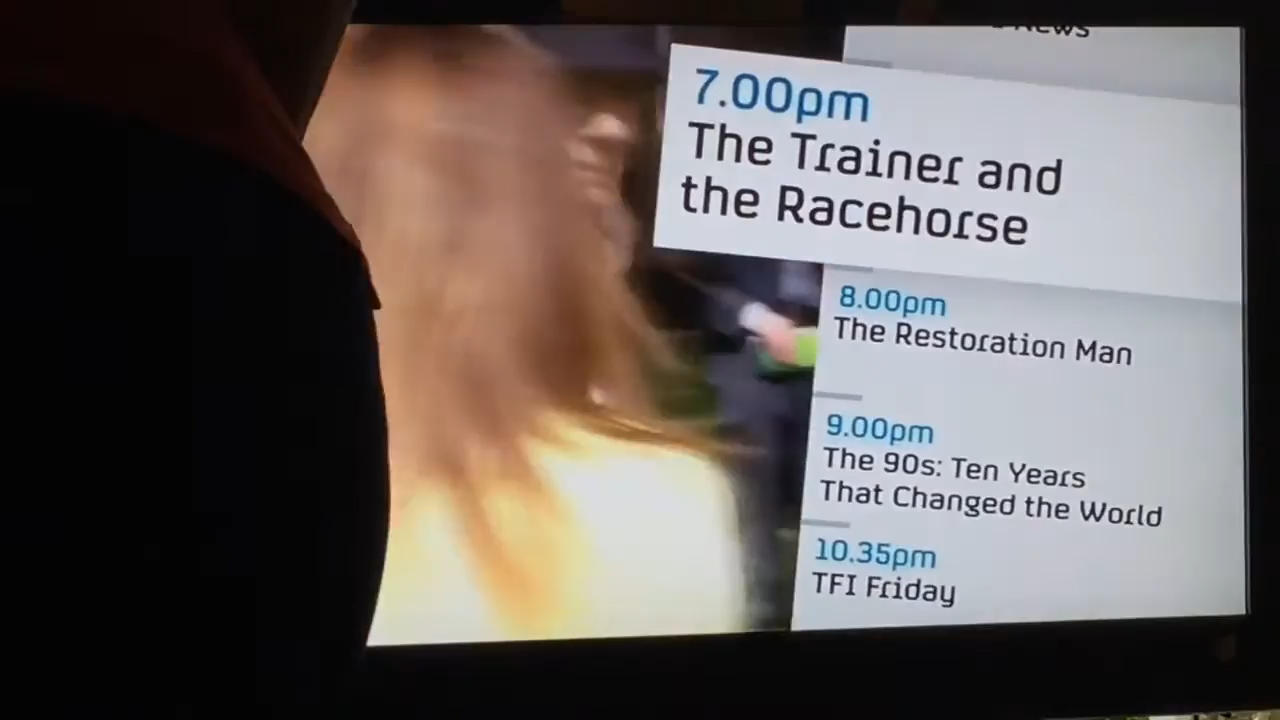 News
7.00pm
The Trainer and
the Racehorse
8.00pm
The Restoration Man
9.00pm
The 90s: Ten Years
That Changed the World
10.35pm
TFI Friday